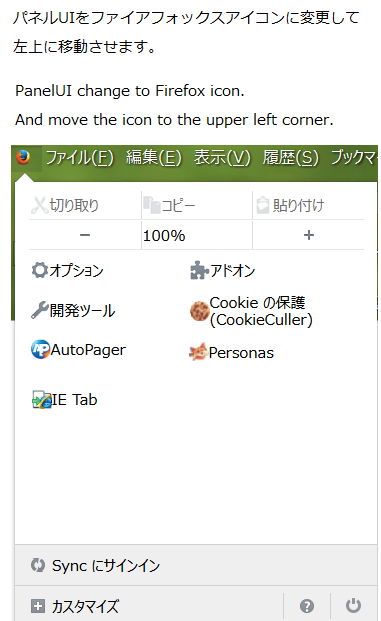 パネルUIをファイアフォックスアイコンに変更して
左上に移動させます。
PanelUI change to Firefox icon.
And move the icon to the upper left corner.
ファイル(F) 編集(E) 表示(V) 履歴(S) ブックマ
切り取り コピー 貼り付け
− 100% +
オプション アドオン
開発ツール Cookie の保護
(CookieCuller)
AutoPager Personas
IE Tab
Sync にサインイン
カスタマイズ ?